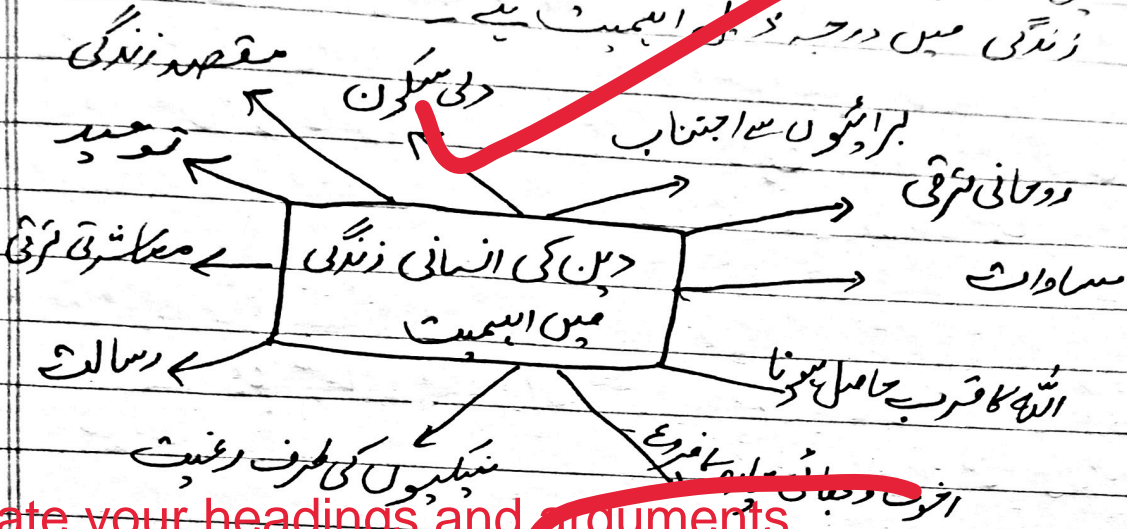 زندگی میں درجہ ذیل اہمیت ہے ۔
مقصد زندگی
دلی سکون
برائیوں سے اجتناب
توحید
روحانی ترقی
معاشرتی ترقی
دین کی انسانی زندگی
میں اہمیت
مساوات
رسالت
اللہ کا قرب حاصل ہونا
نیکیوں کی طرف رغبت
اخوت و بھائی چارے کا فروغ
ate your headings and arguments